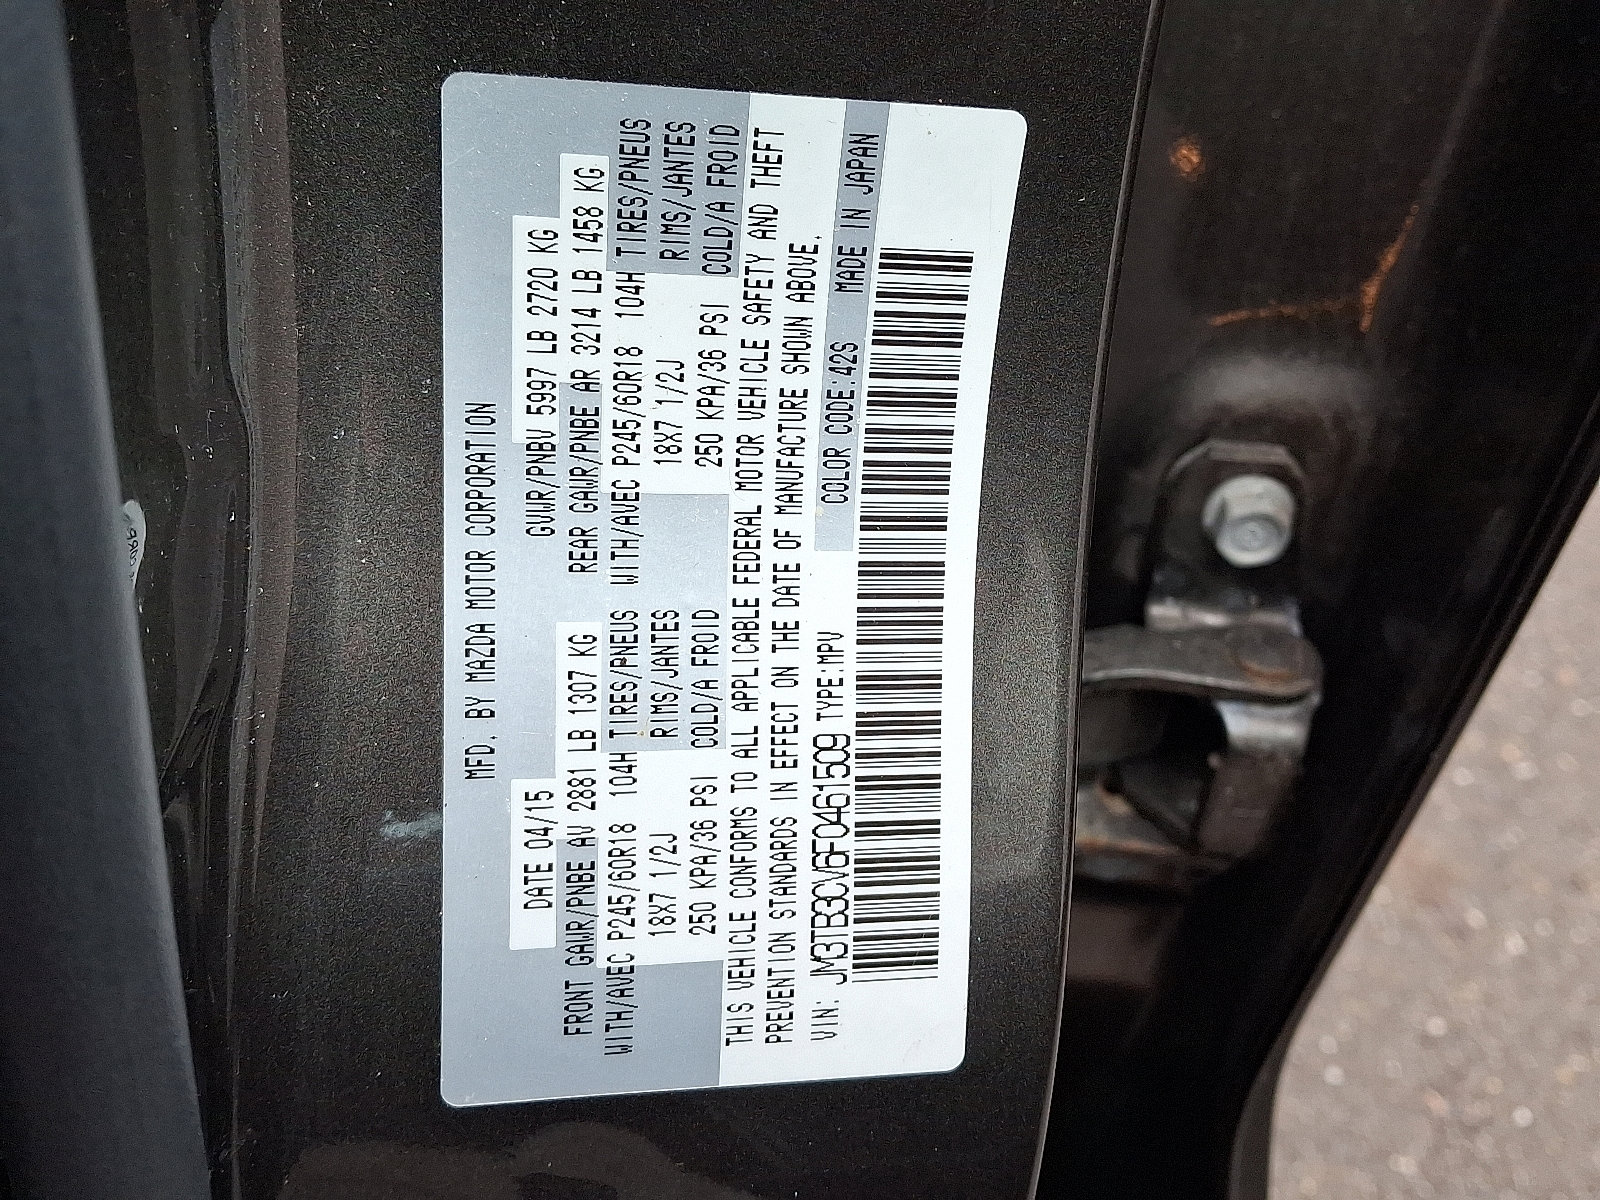 MFD. BY MAZDA MOTOR CORPORATION
DATE 04/15 GVWR/PNBV 5997 LB 2720 KG
FRONT GAWR/PNBE AV 2881 LB 1307 KG REAR GAWR/PNBE AR 3214 LB 1458 KG
WITH/AVEC P245/60R18 104H TIRES/PNEUS WITH/AVEC P245/60R18 104H TIRES/PNEUS
18X7 1/2J RIMS/JANTES 18X7 1/2J RIMS/JANTES
250 KPA/36 PSI COLD/A FROID 250 KPA/36 PSI COLD/A FROID
THIS VEHICLE CONFORMS TO ALL APPLICABLE FEDERAL MOTOR VEHICLE SAFETY AND THEFT
PREVENTION STANDARDS IN EFFECT ON THE DATE OF MANUFACTURE SHOWN ABOVE.
VIN: JM3TB3CV6F0461509 TYPE:MPV COLOR CODE:42S MADE IN JAPAN